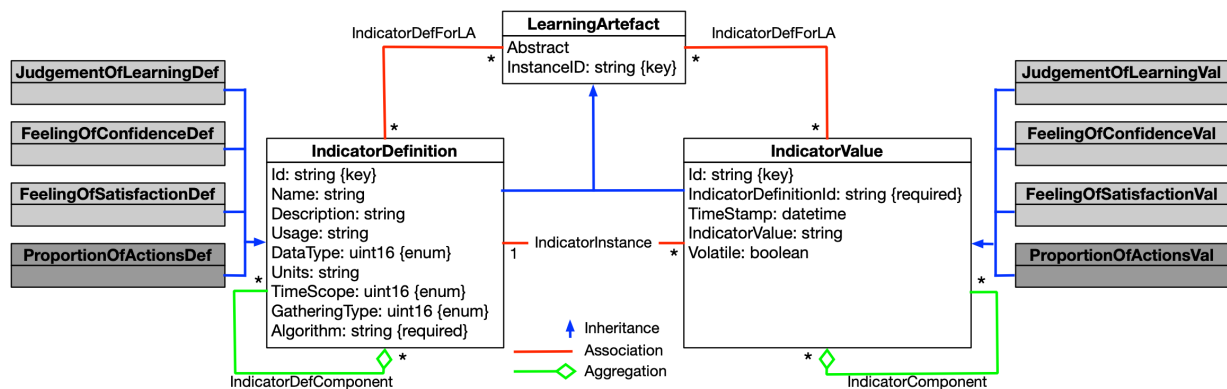 IndicatorDefForLA
LearningArtefact
IndicatorDefForLA
Abstract
InstanceID: string {key}
*
*
*
*
JudgementOfLearningDef
FeelingOfConfidenceDef
FeelingOfSatisfactionDef
ProportionOfActionsDef
IndicatorDefinition
Id: string {key}
Name: string
Description: string
Usage: string
DataType: uint16 {enum}
Units: string
TimeScope: uint16 {enum}
GatheringType: uint16 {enum}
Algorithm: string {required}
*
*
IndicatorDefComponent
1
IndicatorInstance
*
Inheritance
Association
Aggregation
IndicatorValue
Id: string {key}
IndicatorDefinitionId: string {required}
TimeStamp: datetime
IndicatorValue: string
Volatile: boolean
*
*
IndicatorComponent
JudgementOfLearningVal
FeelingOfConfidenceVal
FeelingOfSatisfactionVal
ProportionOfActionsVal